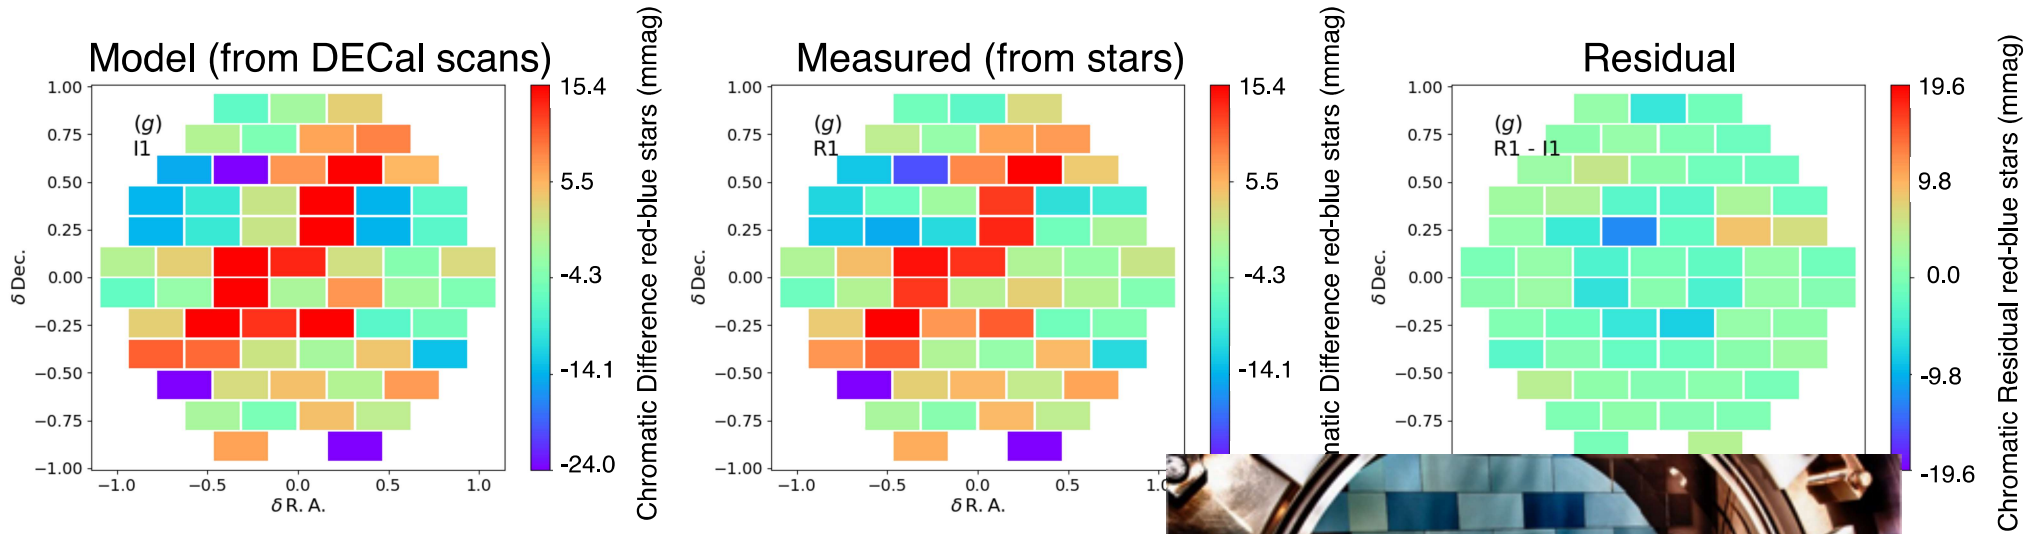 Model (from DECal scans)
(g)
I1
1.00
0.75
0.50
0.25
0.00
−0.25
−0.50
−0.75
−1.00
δ Dec.
−1.0
−0.5
0.0
0.5
1.0
δ R. A.
15.4
5.5
-4.3
-14.1
-24.0
Chromatic Difference red-blue stars (mmag)
Measured (from stars)
(g)
R1
1.00
0.75
0.50
0.25
0.00
−0.25
−0.50
−0.75
−1.00
δ Dec.
−1.0
−0.5
0.0
0.5
δ R. A.
15.4
5.5
-4.3
-14.1
Difference red-blue stars (mmag)
Residual
(g)
R1 - I1
1.00
0.75
0.50
0.25
0.00
−0.25
−0.50
−0.75
δ Dec.
19.6
9.8
0.0
-9.8
-19.6
Chromatic Residual red-blue stars (mmag)